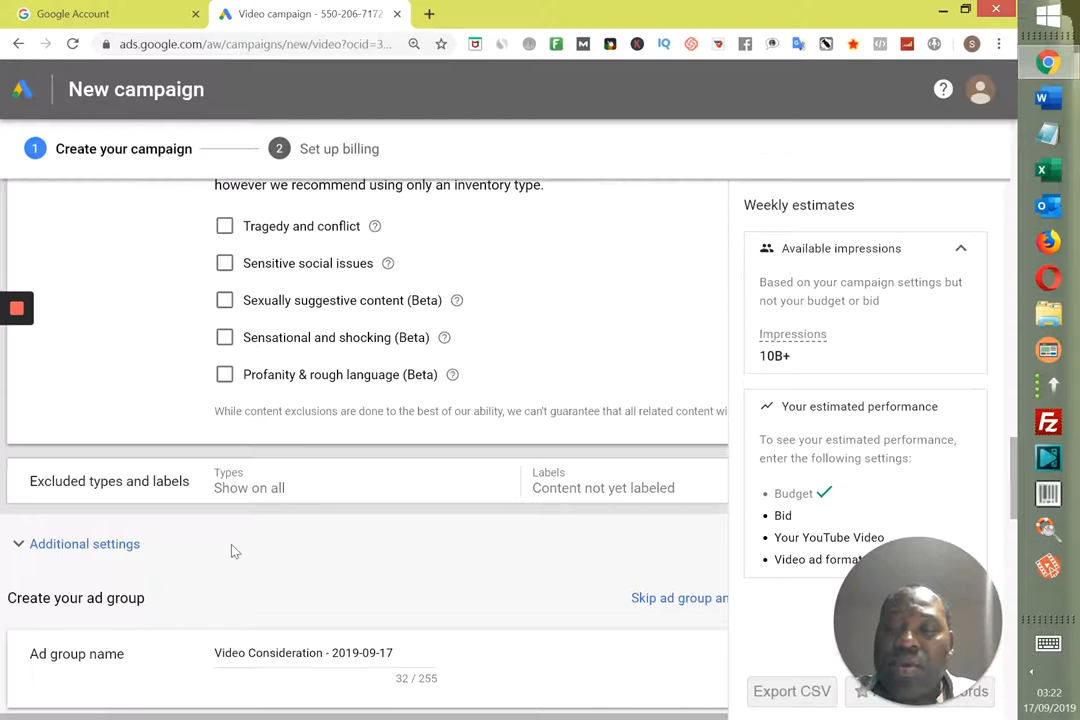 Google Account
Video campaign - 550-206-7172
ads.google.com/aw/campaigns/new/video?ocid=3...
New campaign
1 Create your campaign
2 Set up billing
however we recommend using only an inventory type.
Tragedy and conflict
Sensitive social issues
Sexually suggestive content (Beta)
Sensational and shocking (Beta)
Profanity & rough language (Beta)
While content exclusions are done to the best of our ability, we can't guarantee that all related content wi
Excluded types and labels
Types
Show on all
Labels
Content not yet labeled
Additional settings
Create your ad group
Skip ad group an
Ad group name
Video Consideration - 2019-09-17
32 / 255
Weekly estimates
Available impressions
Based on your campaign settings but
not your budget or bid
Impressions
10B+
Your estimated performance
To see your estimated performance,
enter the following settings:
Budget
Bid
Your YouTube Video
Video ad format
Export CSV
03:22
17/09/2019